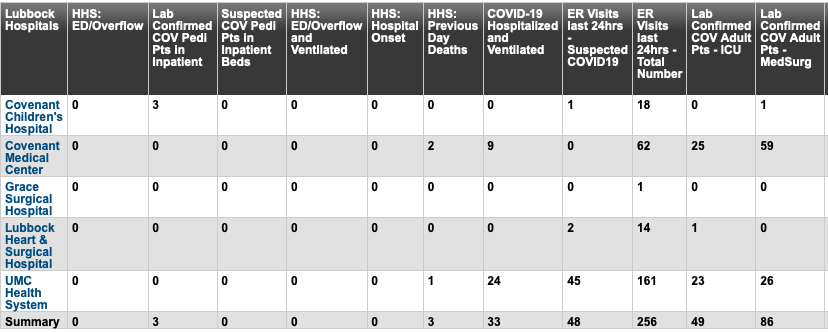 Lubbock Hospitals | HHS: ED/Overflow | Lab Confirmed COV Pedi Pts in Inpatient | Suspected COV Pedi Pts in Inpatient Beds | HHS: ED/Overflow and Ventilated | HHS: Hospital Onset | HHS: Previous Day Deaths | COVID-19 Hospitalized and Ventilated | ER Visits last 24hrs - Suspected COVID19 | ER Visits last 24hrs - Total Number | Lab Confirmed COV Adult Pts - ICU | Lab Confirmed COV Adult Pts - MedSurg
Covenant Children's Hospital | 0 | 3 | 0 | 0 | 0 | 0 | 0 | 1 | 18 | 0 | 1
Covenant Medical Center | 0 | 0 | 0 | 0 | 0 | 2 | 9 | 0 | 62 | 25 | 59
Grace Surgical Hospital | 0 | 0 | 0 | 0 | 0 | 0 | 0 | 0 | 1 | 0 | 0
Lubbock Heart & Surgical Hospital | 0 | 0 | 0 | 0 | 0 | 0 | 0 | 2 | 14 | 1 | 0
UMC Health System | 0 | 0 | 0 | 0 | 0 | 1 | 24 | 45 | 161 | 23 | 26
Summary | 0 | 3 | 0 | 0 | 0 | 3 | 33 | 48 | 256 | 49 | 86